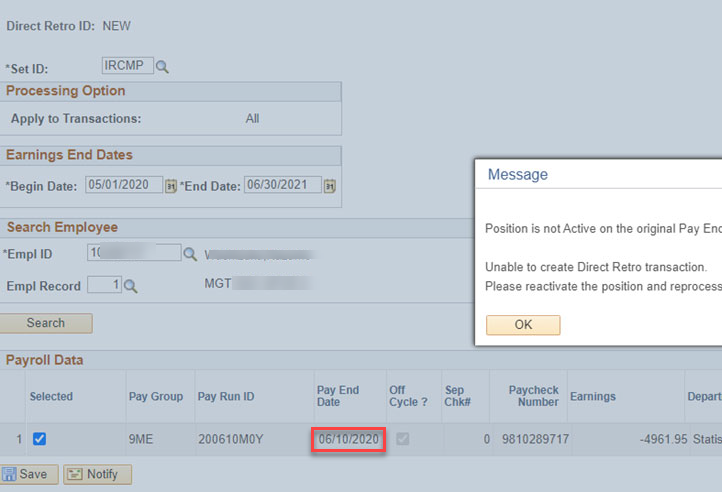 Direct Retro ID: NEW
*Set ID: IRCMP
Processing Option
Apply to Transactions: All
Earnings End Dates
*Begin Date: 05/01/2020 31 *End Date: 06/30/2021 31
Message
Position is not Active on the original Pay End
Unable to create Direct Retro transaction.
Please reactivate the position and reprocess
OK
Search Employee
*Empl ID 10
Empl Record 1 MGT
Search
Payroll Data
Selected Pay Group Pay Run ID Pay End Date Off Cycle ? Sep Chk# Paycheck Number Earnings Depart
1 9ME 200610M0Y 06/10/2020 0 9810289717 -4961.95 Statis
Save Notify